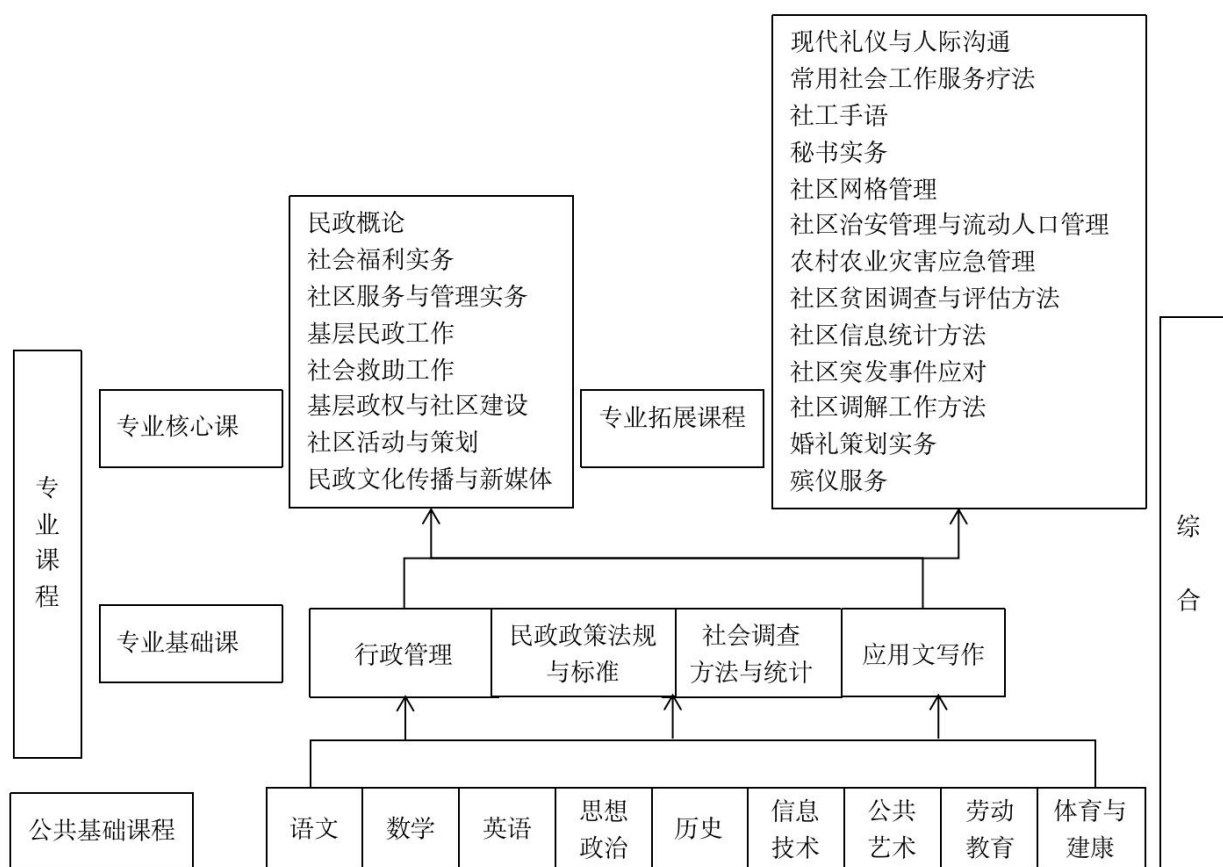 现代礼仪与人际沟通
常用社会工作服务疗法
社工手语
秘书实务
社区网格管理
社区治安管理与流动人口管理
农村农业灾害应急管理
社区贫困调查与评估方法
社区信息统计方法
社区突发事件应对
社区调解工作方法
婚礼策划实务
殡仪服务
民政概论
社会福利实务
社区服务与管理实务
基层民政工作
社会救助工作
基层政权与社区建设
社区活动与策划
民政文化传播与新媒体
专业核心课
专业拓展课程
专
业
课
程
综
合
专业基础课
行政管理
民政政策法规
与标准
社会调查
方法与统计
应用文写作
公共基础课程
语文
数学
英语
思想
政治
历史
信息
技术
公共
艺术
劳动
教育
体育与
建康